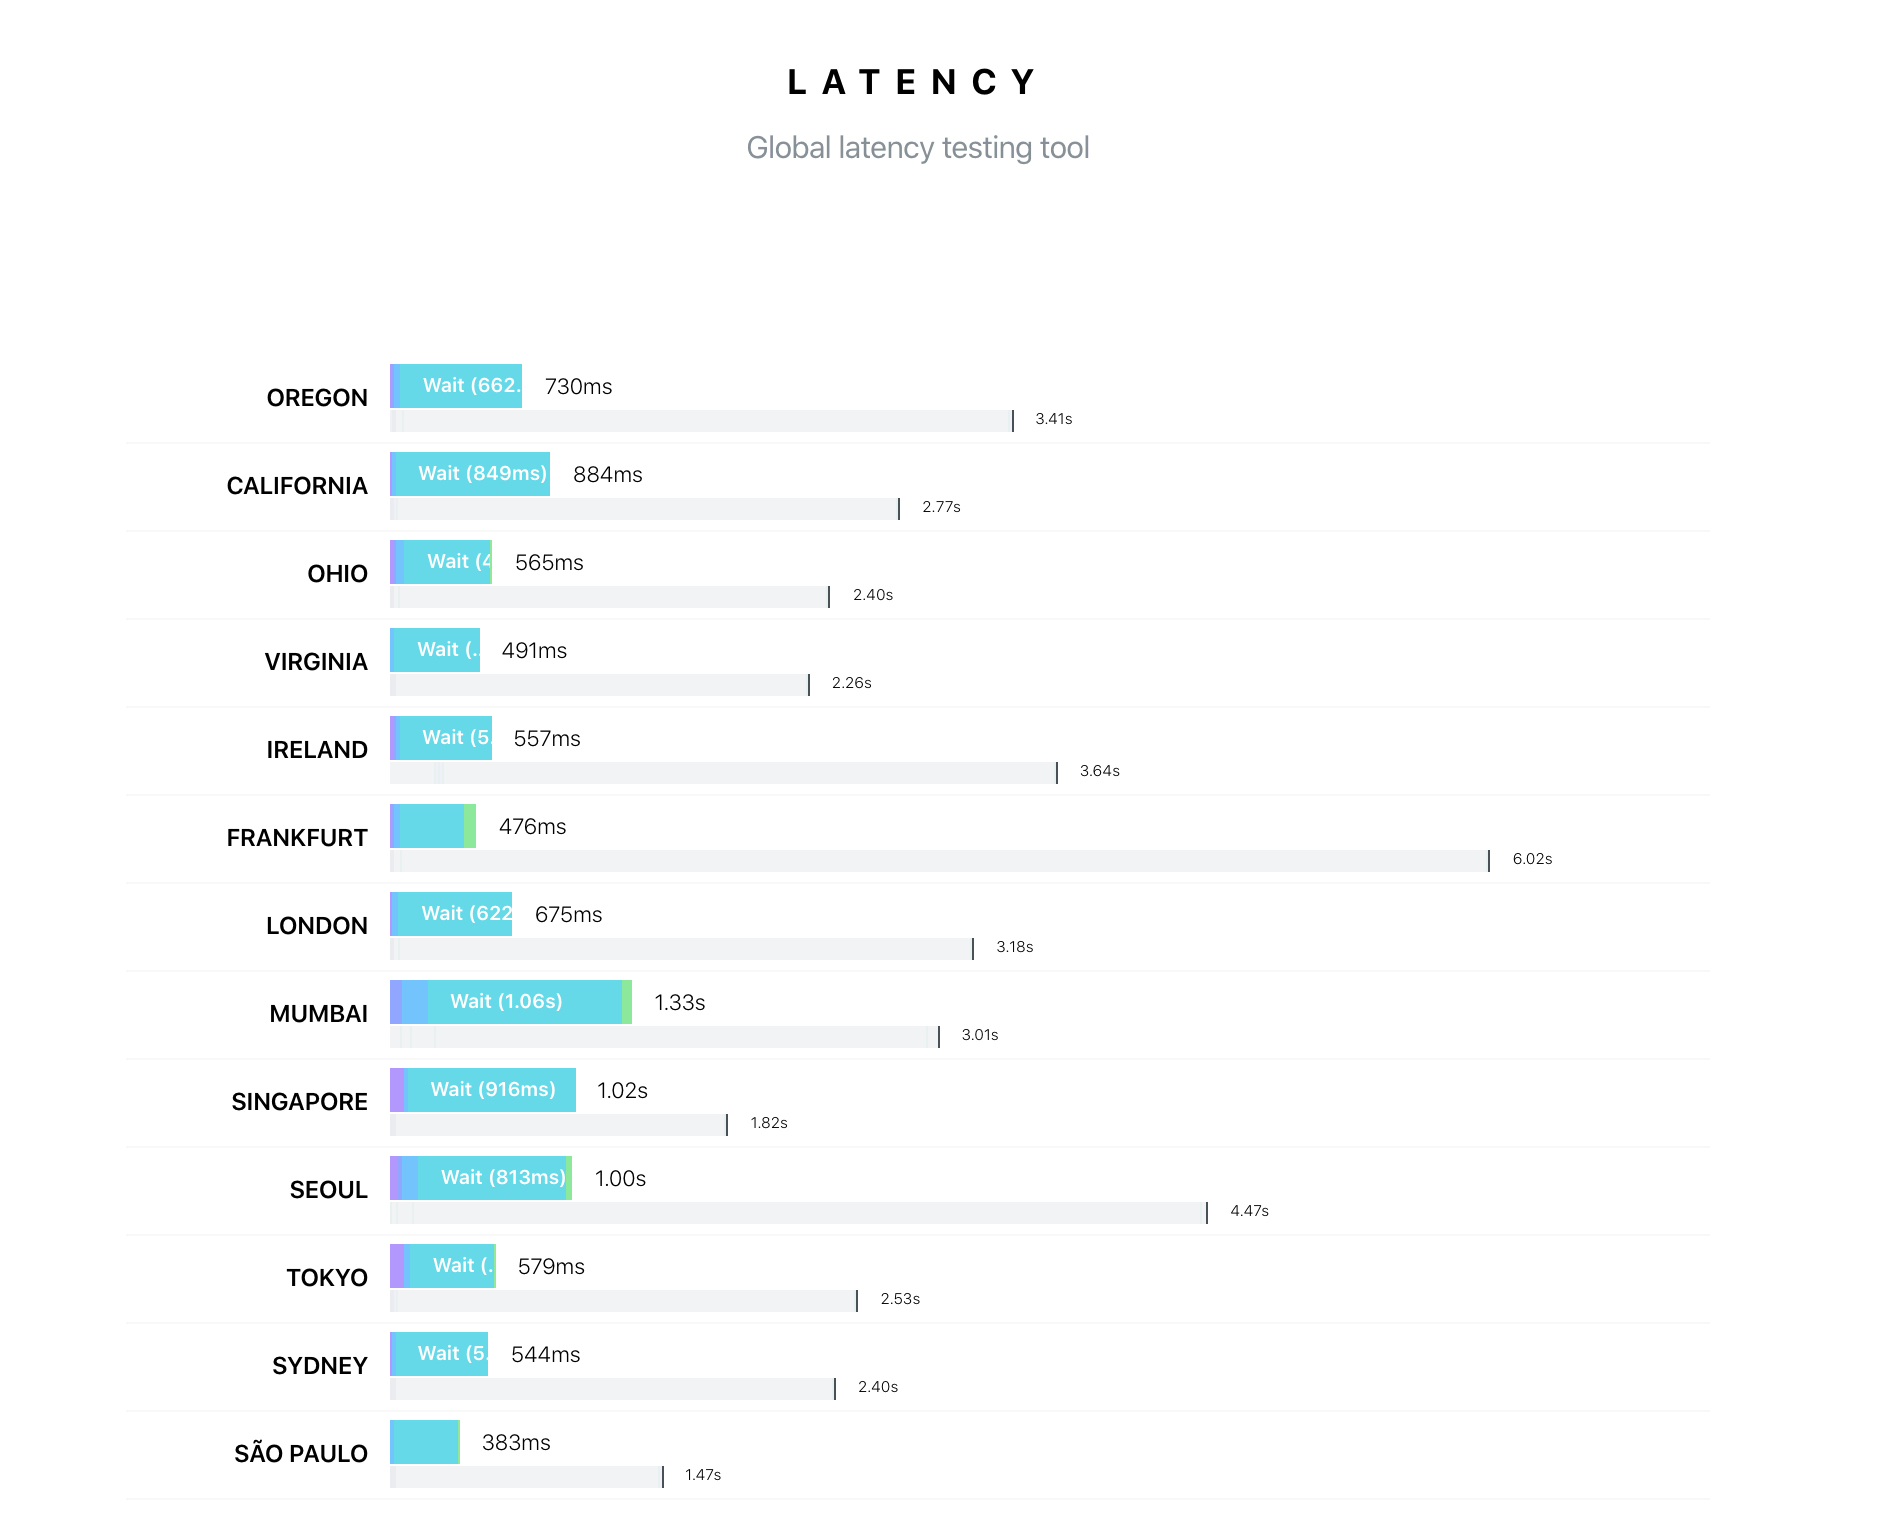 LATENCY
Global latency testing tool
OREGON Wait (662. 730ms
3.41s
CALIFORNIA Wait (849ms) 884ms
2.77s
OHIO Wait (4 565ms
2.40s
VIRGINIA Wait (.. 491ms
2.26s
IRELAND Wait (5. 557ms
3.64s
FRANKFURT 476ms
6.02s
LONDON Wait (622 675ms
3.18s
MUMBAI Wait (1.06s) 1.33s
3.01s
SINGAPORE Wait (916ms) 1.02s
1.82s
SEOUL Wait (813ms) 1.00s
4.47s
TOKYO Wait (. 579ms
2.53s
SYDNEY Wait (5. 544ms
2.40s
SÃO PAULO 383ms
1.47s